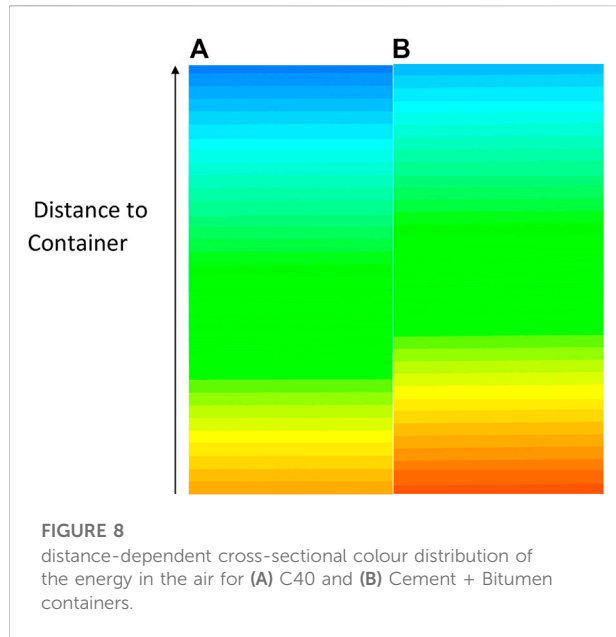 A B
Distance to
Container
FIGURE 8
distance-dependent cross-sectional colour distribution of
the energy in the air for (A) C40 and (B) Cement + Bitumen
containers.